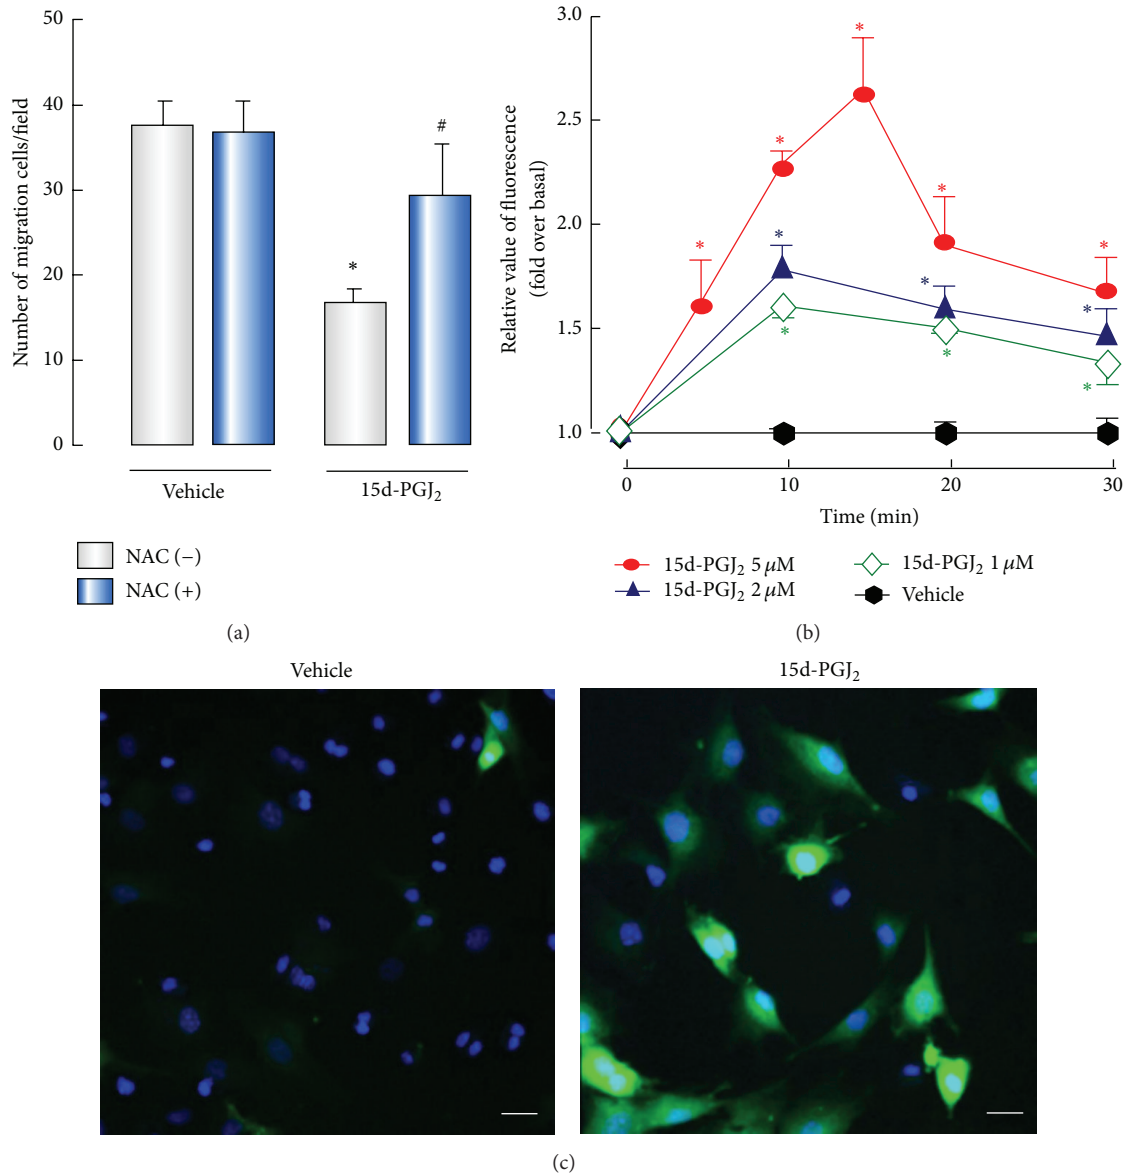 50
40
30
20
10
0
Number of migration cells/field
*
#
Vehicle
15d-PGJ₂
NAC (−)
NAC (+)
(a)
3.0
2.5
2.0
1.5
1.0
Relative value of fluorescence
(fold over basal)
*
*
*
*
*
*
*
*
*
*
*
0
10
20
30
Time (min)
15d-PGJ₂ 5 μM
15d-PGJ₂ 2 μM
15d-PGJ₂ 1 μM
Vehicle
(b)
Vehicle
15d-PGJ₂
(c)